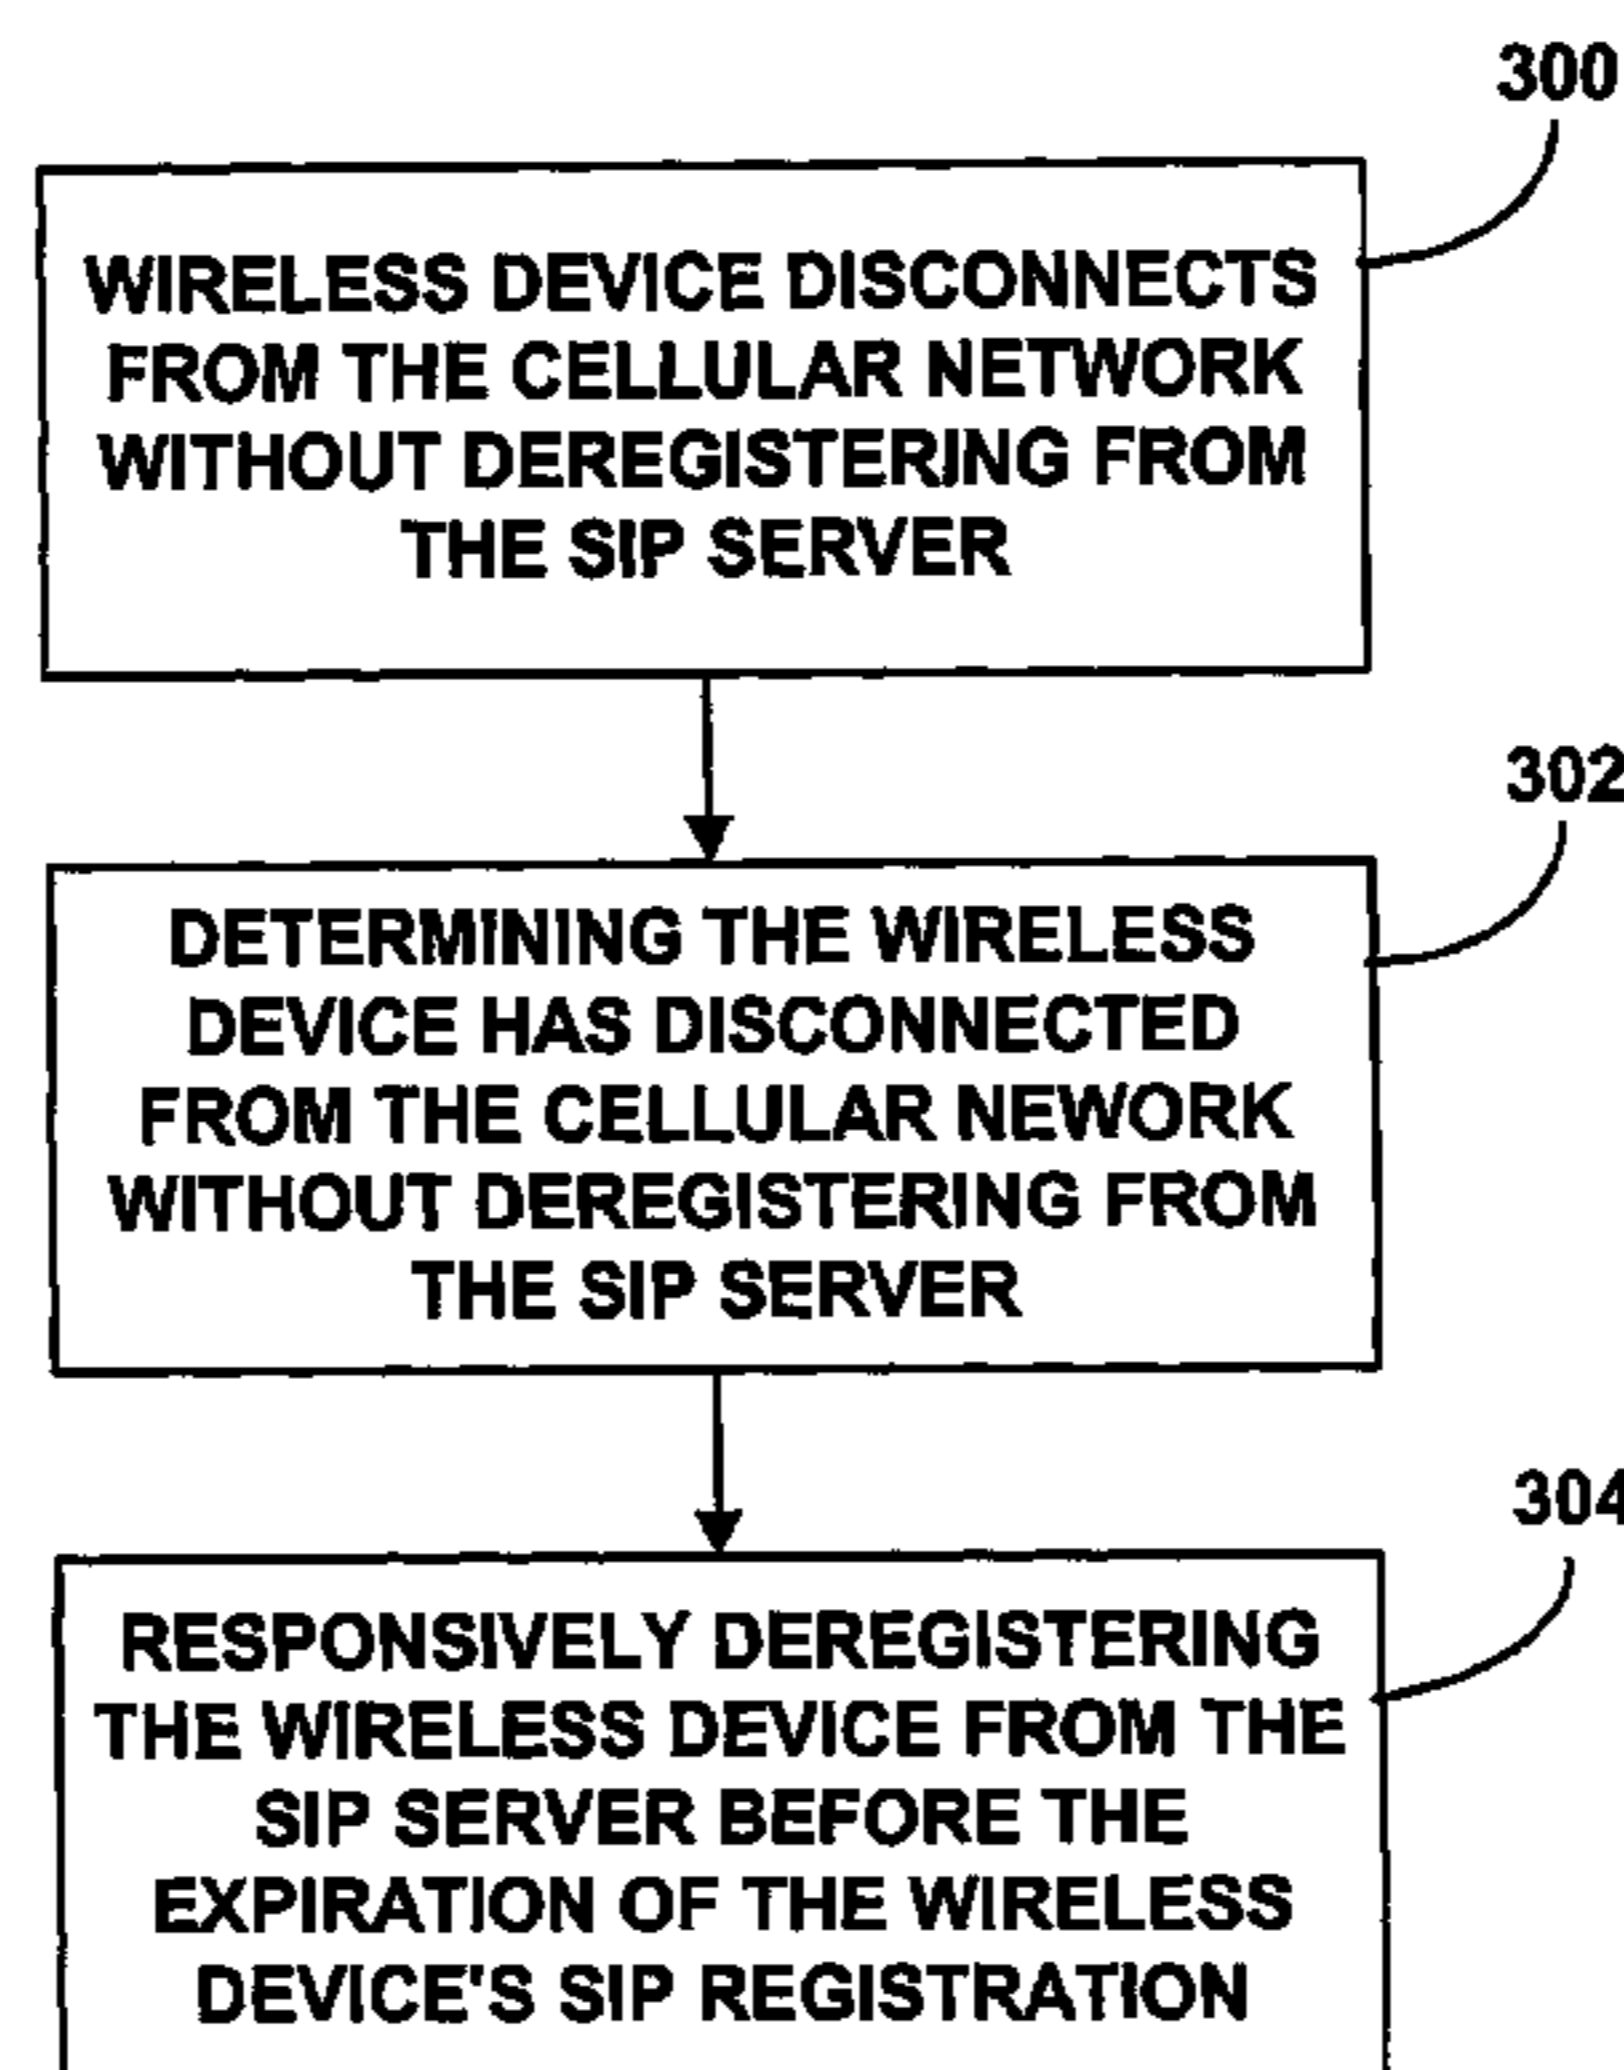 300
WIRELESS DEVICE DISCONNECTS
FROM THE CELLULAR NETWORK
WITHOUT DEREGISTERING FROM
THE SIP SERVER
302
DETERMINING THE WIRELESS
DEVICE HAS DISCONNECTED
FROM THE CELLULAR NEWORK
WITHOUT DEREGISTERING FROM
THE SIP SERVER
304
RESPONSIVELY DEREGISTERING
THE WIRELESS DEVICE FROM THE
SIP SERVER BEFORE THE
EXPIRATION OF THE WIRELESS
DEVICE'S SIP REGISTRATION